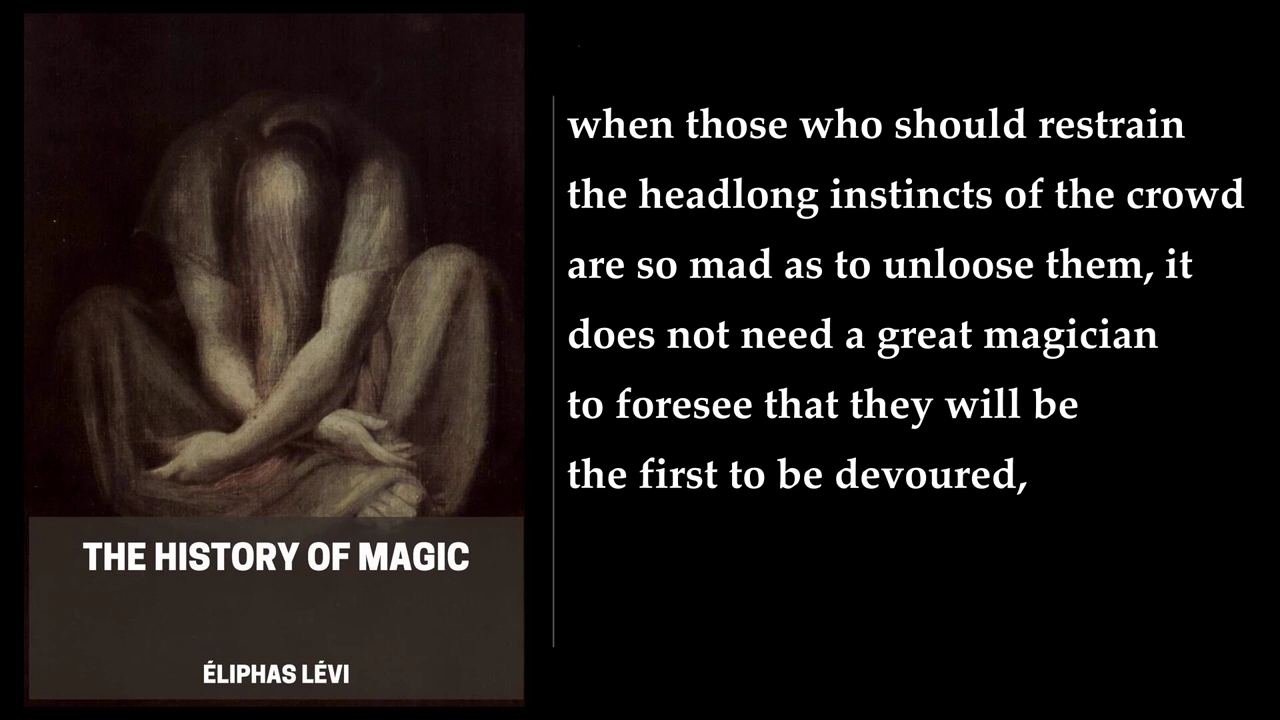 THE HISTORY OF MAGIC
ÉLIPHAS LÉVI
when those who should restrain
the headlong instincts of the crowd
are so mad as to unloose them, it
does not need a great magician
to foresee that they will be
the first to be devoured,